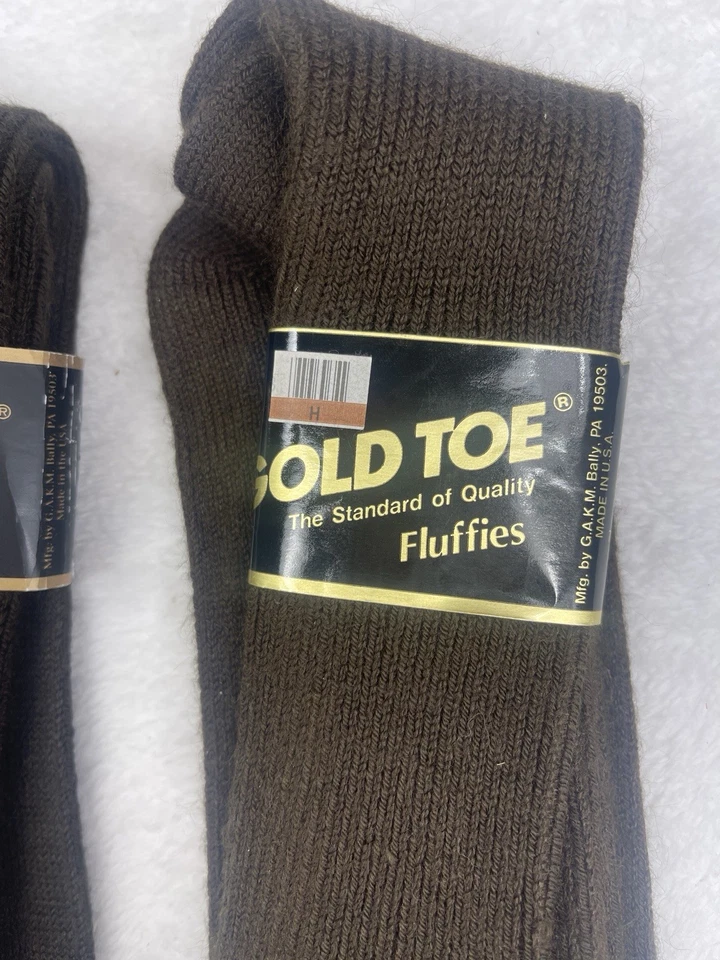 ®
Mfg. by G.A.K.M. Bally, PA 19503
Made in the USA
H
GOLD TOE®
The Standard of Quality
Fluffies
Mfg. by G.A.K.M. Bally, PA 19503.
MADE IN U.S.A.